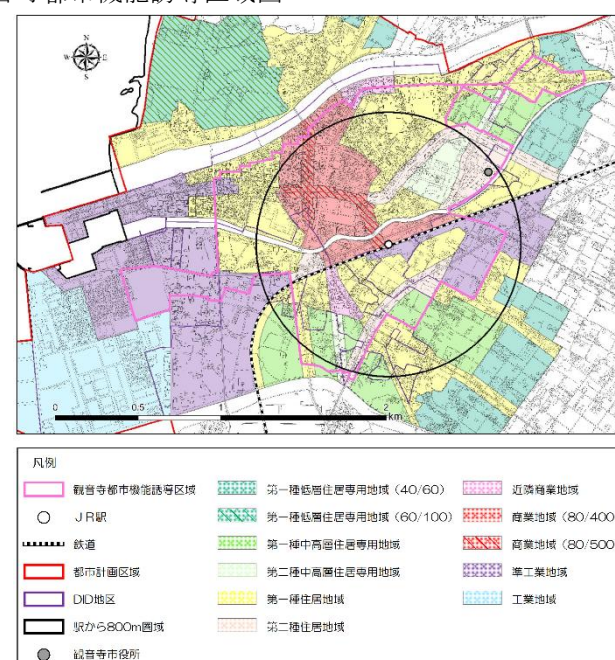 音寺都市機能誘導区域図
N
W E
S
0 0.5 1 2
km
凡例
観音寺都市機能誘導区域
JR駅
鉄道
都市計画区域
DID地区
駅から800m圏域
観音寺市役所
第一種低層住居専用地域(40/60)
第一種低層住居専用地域(60/100)
第一種中高層住居専用地域
第二種中高層住居専用地域
第一種住居地域
第二種住居地域
近隣商業地域
商業地域(80/400
商業地域(80/500
準工業地域
工業地域